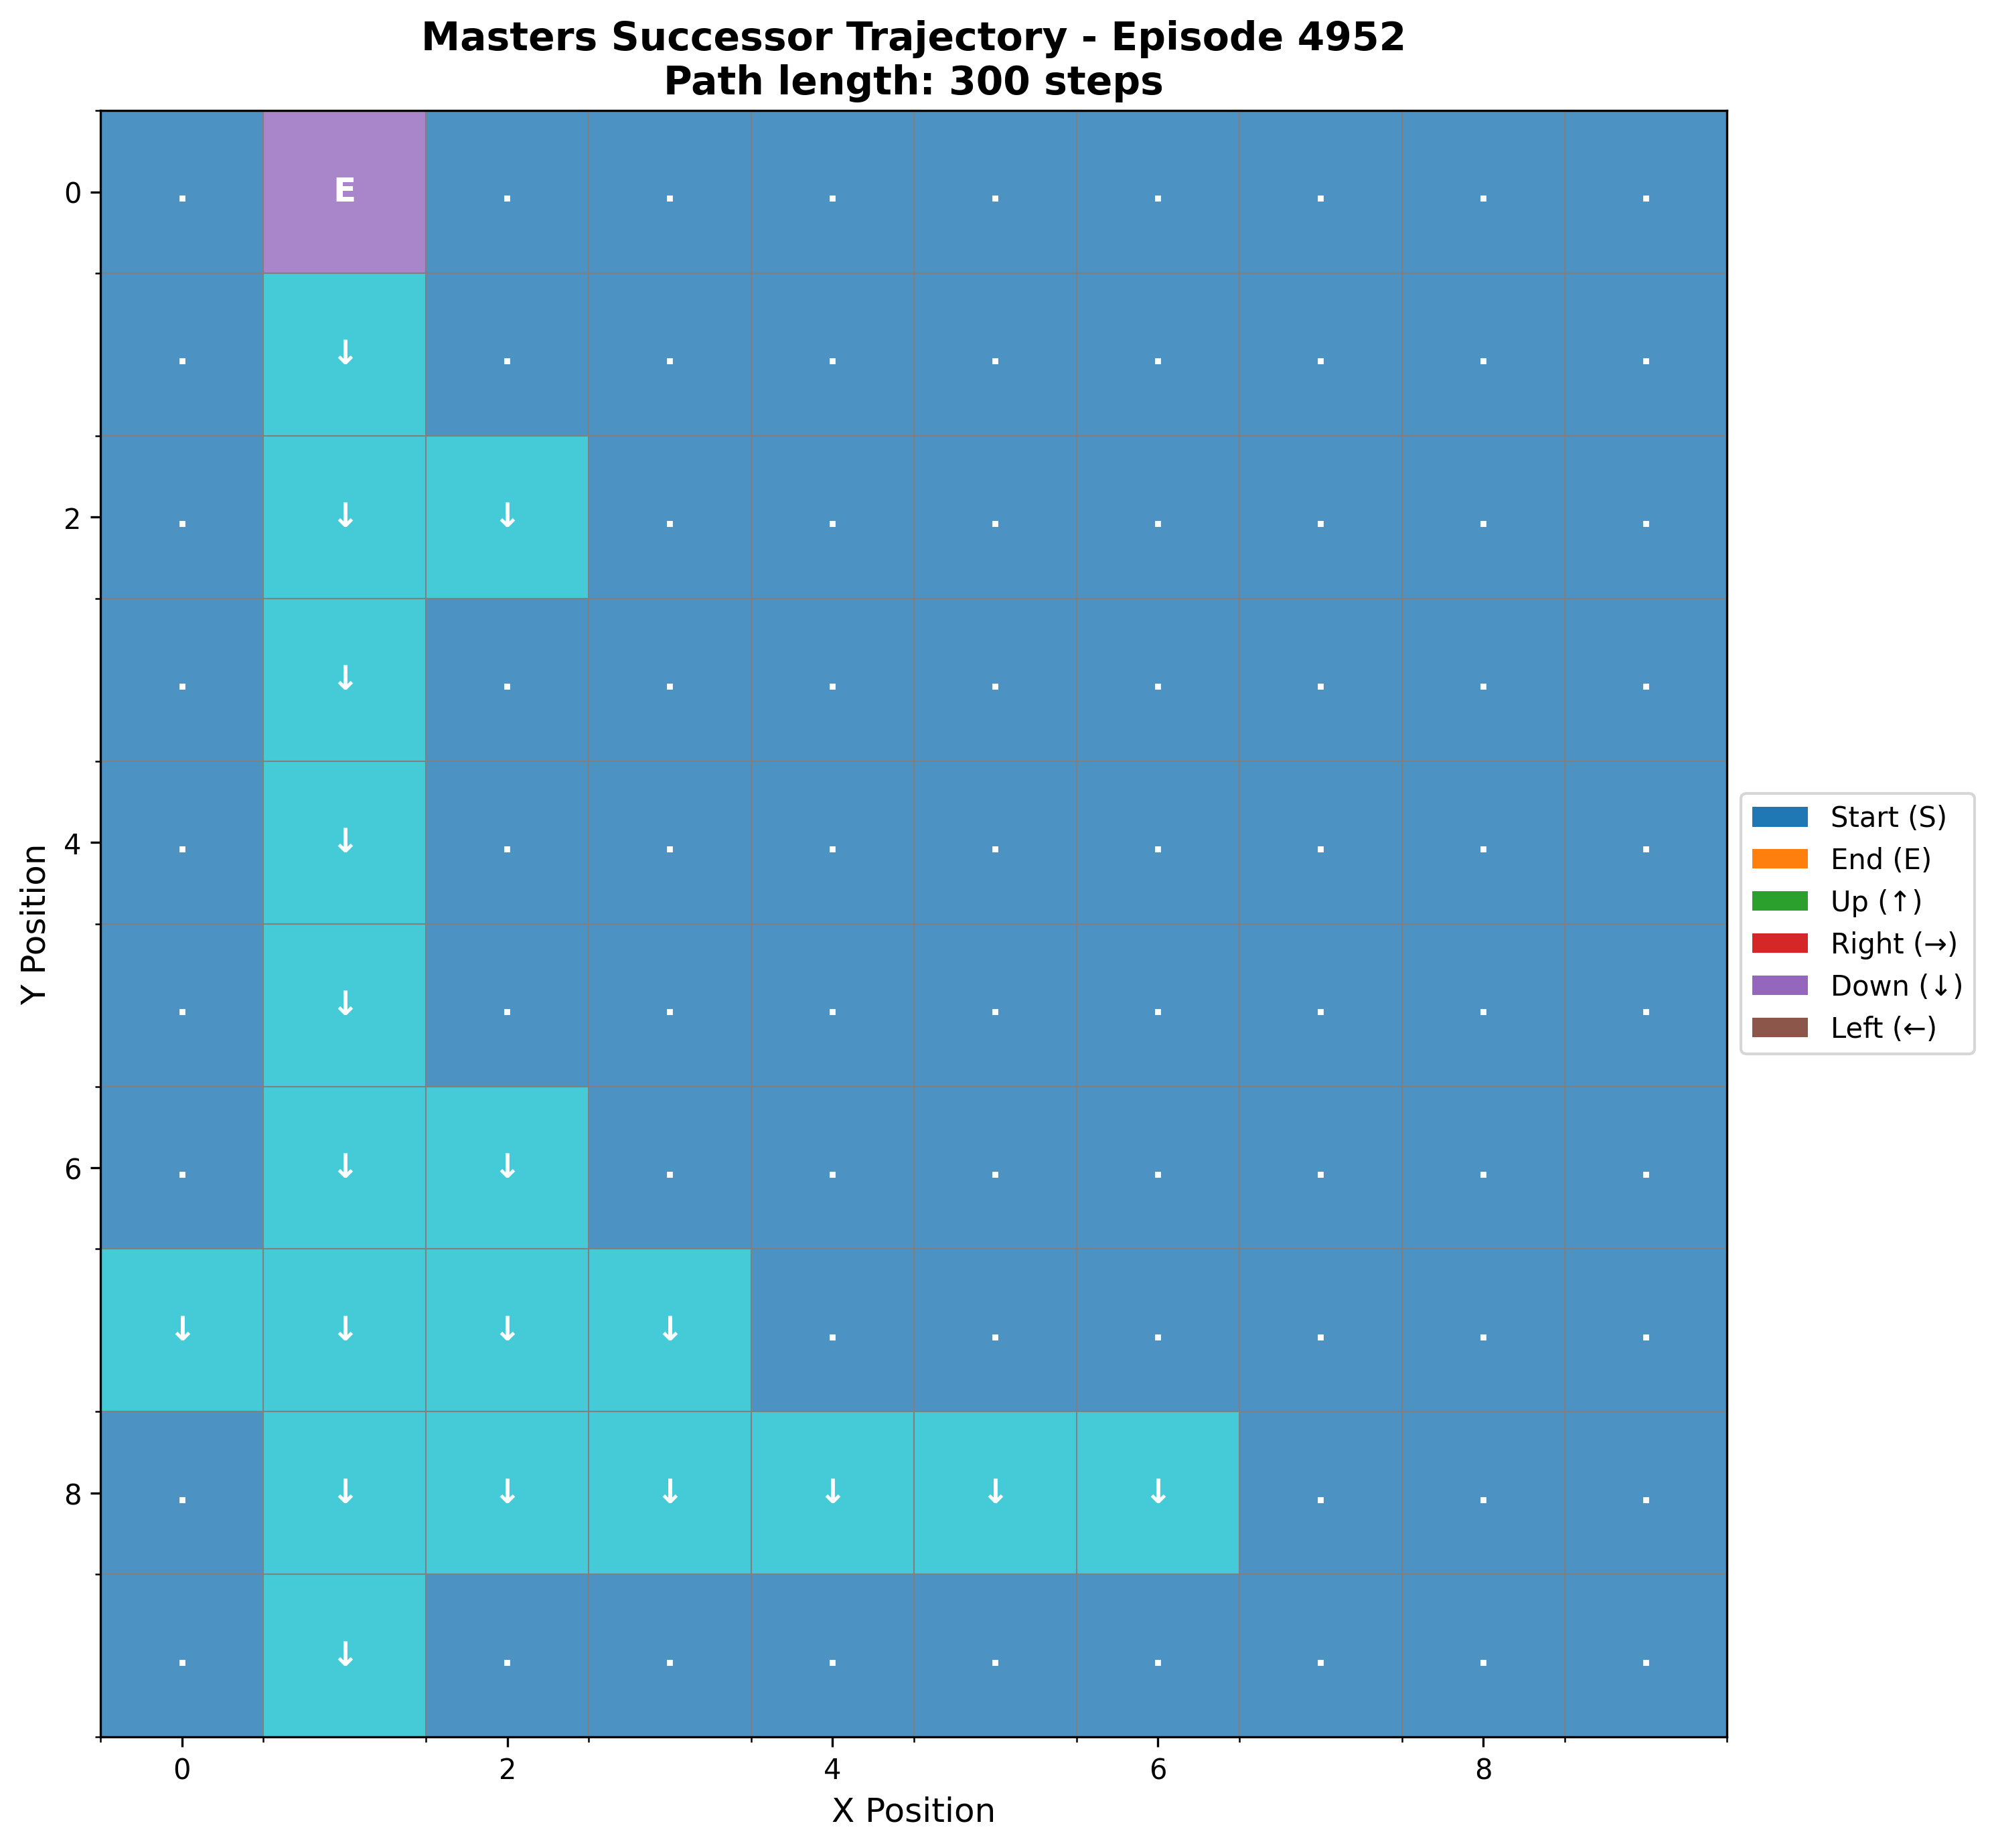 Masters Successor Trajectory - Episode 4952
Path length: 300 steps
0 . E . . . . . . . .
. ↓ . . . . . . . .
2 . ↓ ↓ . . . . . . .
. ↓ . . . . . . . .
4 . ↓ . . . . . . . .
. ↓ . . . . . . . .
6 . ↓ ↓ . . . . . . .
↓ ↓ ↓ ↓ . . . . . .
8 . ↓ ↓ ↓ ↓ ↓ ↓ . . .
. ↓ . . . . . . . .
0 2 4 6 8
X Position
Y Position
Start (S)
End (E)
Up (↑)
Right (→)
Down (↓)
Left (←)